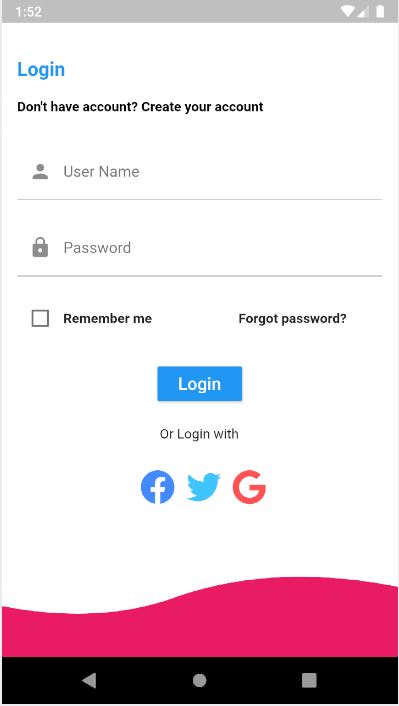 1:52
Login
Don't have account? Create your account
User Name
Password
Remember me Forgot password?
Login
Or Login with